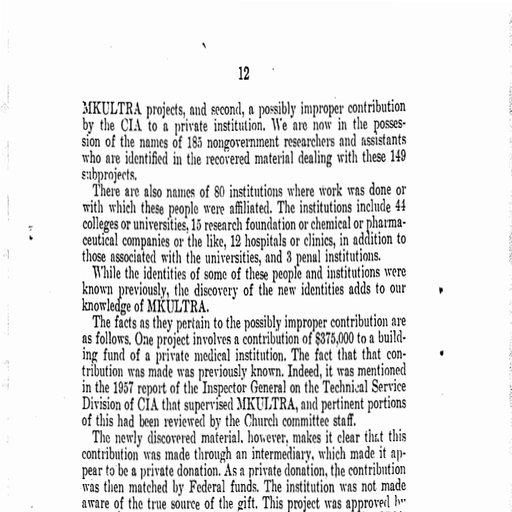 12
MKULTRA projects, and second, a possibly improper contribution
by the CIA to a private institution. We are now in the posses-
sion of the names of 185 nongovernment researchers and assistants
who are identified in the recovered material dealing with these 149
subprojects.
There are also names of 80 institutions where work was done or
with which these people were affiliated. The institutions include 44
colleges or universities, 15 research foundation or chemical or pharma-
ceutical companies or the like, 12 hospitals or clinics, in addition to
those associated with the universities, and 3 penal institutions.
While the identities of some of these people and institutions were
known previously, the discovery of the new identities adds to our
knowledge of MKULTRA.
The facts as they pertain to the possibly improper contribution are
as follows. One project involves a contribution of $375,000 to a build-
ing fund of a private medical institution. The fact that that con-
tribution was made was previously known. Indeed, it was mentioned
in the 1957 report of the Inspector General on the Technical Service
Division of CIA that supervised MKULTRA, and pertinent portions
of this had been reviewed by the Church committee staff.
The newly discovered material, however, makes it clear that this
contribution was made through an intermediary, which made it ap-
pear to be a private donation. As a private donation, the contribution
was then matched by Federal funds. The institution was not made
aware of the true source of the gift. This project was approved by